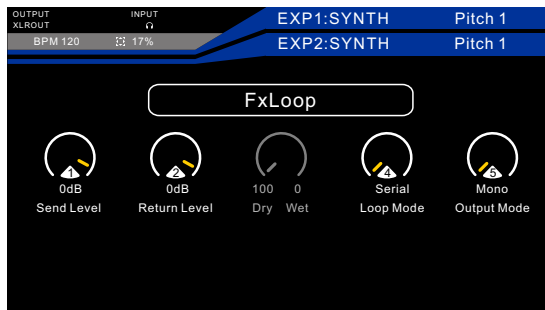 OUTPUT INPUT
XLROUT
EXP1:SYNTH Pitch 1
BPM 120 17%
EXP2:SYNTH Pitch 1
FxLoop
1 2 4 5
0dB 0dB 100 0 Serial Mono
Send Level Return Level Dry Wet Loop Mode Output Mode